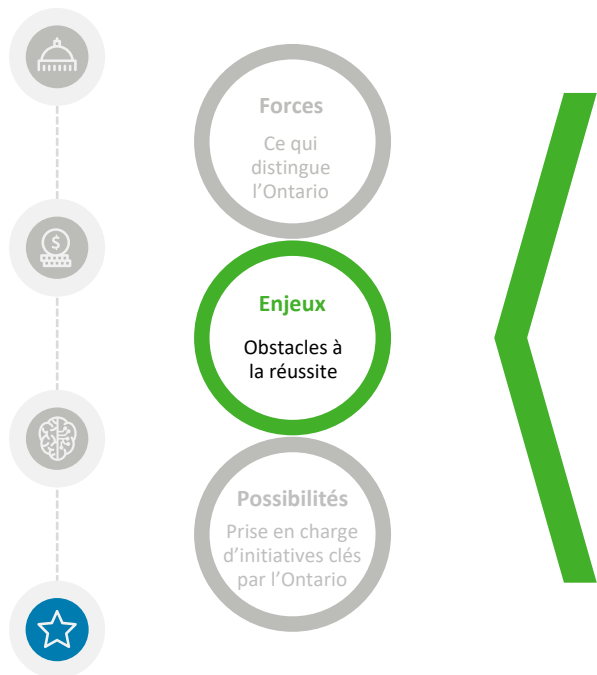 Forces
Ce qui
distingue
l’Ontario
$
Enjeux
Obstacles à
la réussite
Possibilités
Prise en charge
d’initiatives clés
par l’Ontario